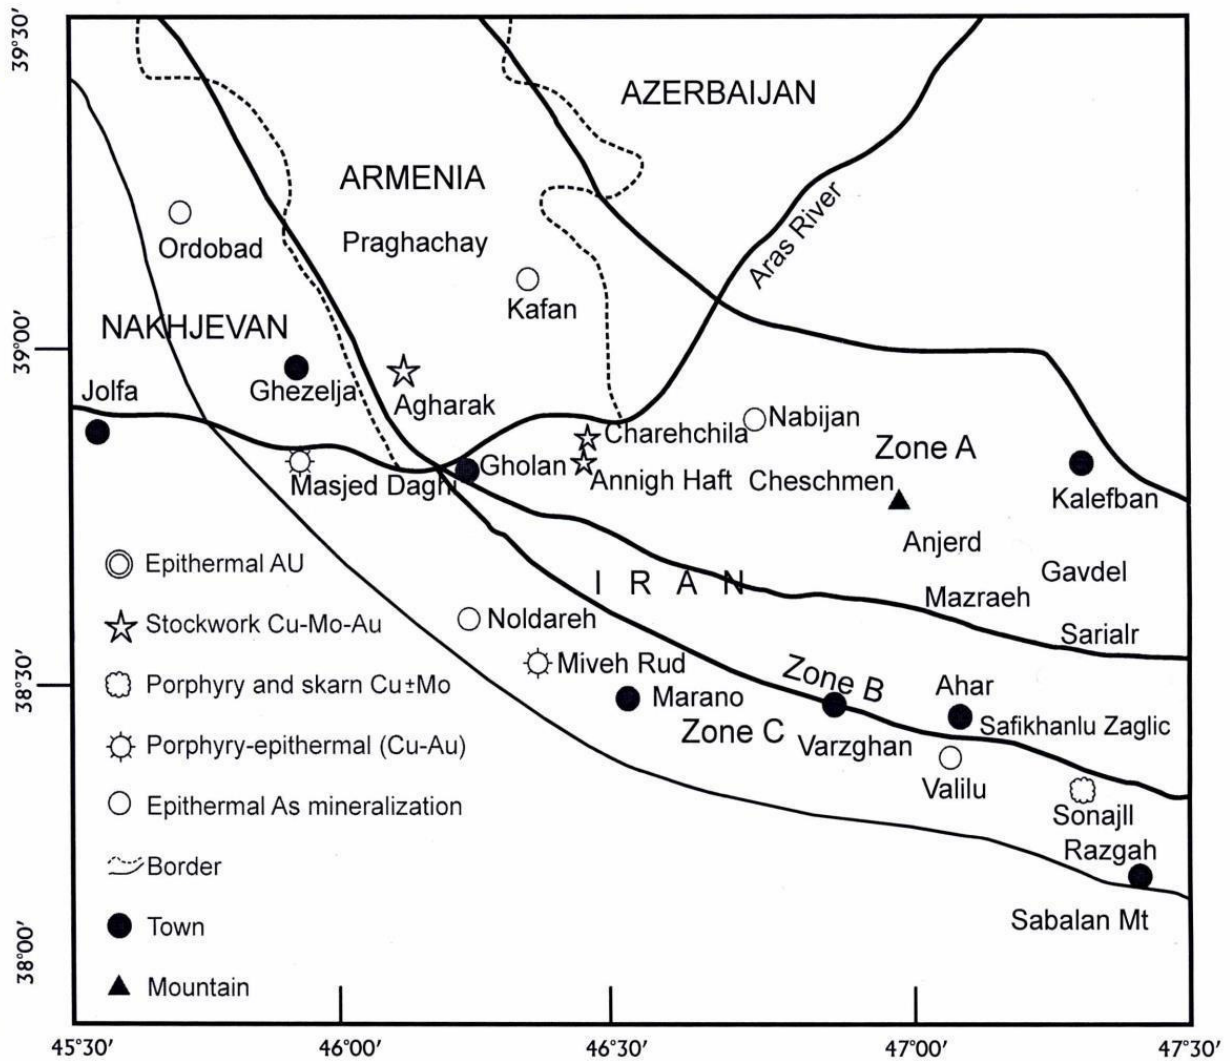 39°30'
AZERBAIJAN
ARMENIA
Praghachay
Aras River
Ordobad
Kafan
NAKHJEVAN
39°00'
Jolfa
Ghezelja
Agharak
Charehchila
Nabijan
Zone A
Gholan
Masjed Daghi
Annigh Haft
Cheschmen
Kalefban
Anjerd
Gavdel
IRAN
Mazraeh
Sarialr
Noldareh
Miveh Rud
Zone B
Ahar
38°30'
Marano
Zone C
Safikhanlu Zaglic
Varzghan
Valilu
Sonajll
Razgah
Sabalan Mt
38°00'
Epithermal AU
Stockwork Cu-Mo-Au
Porphyry and skarn Cu±Mo
Porphyry-epithermal (Cu-Au)
Epithermal As mineralization
Border
Town
Mountain
45°30'
46°00'
46°30'
47°00'
47°30'